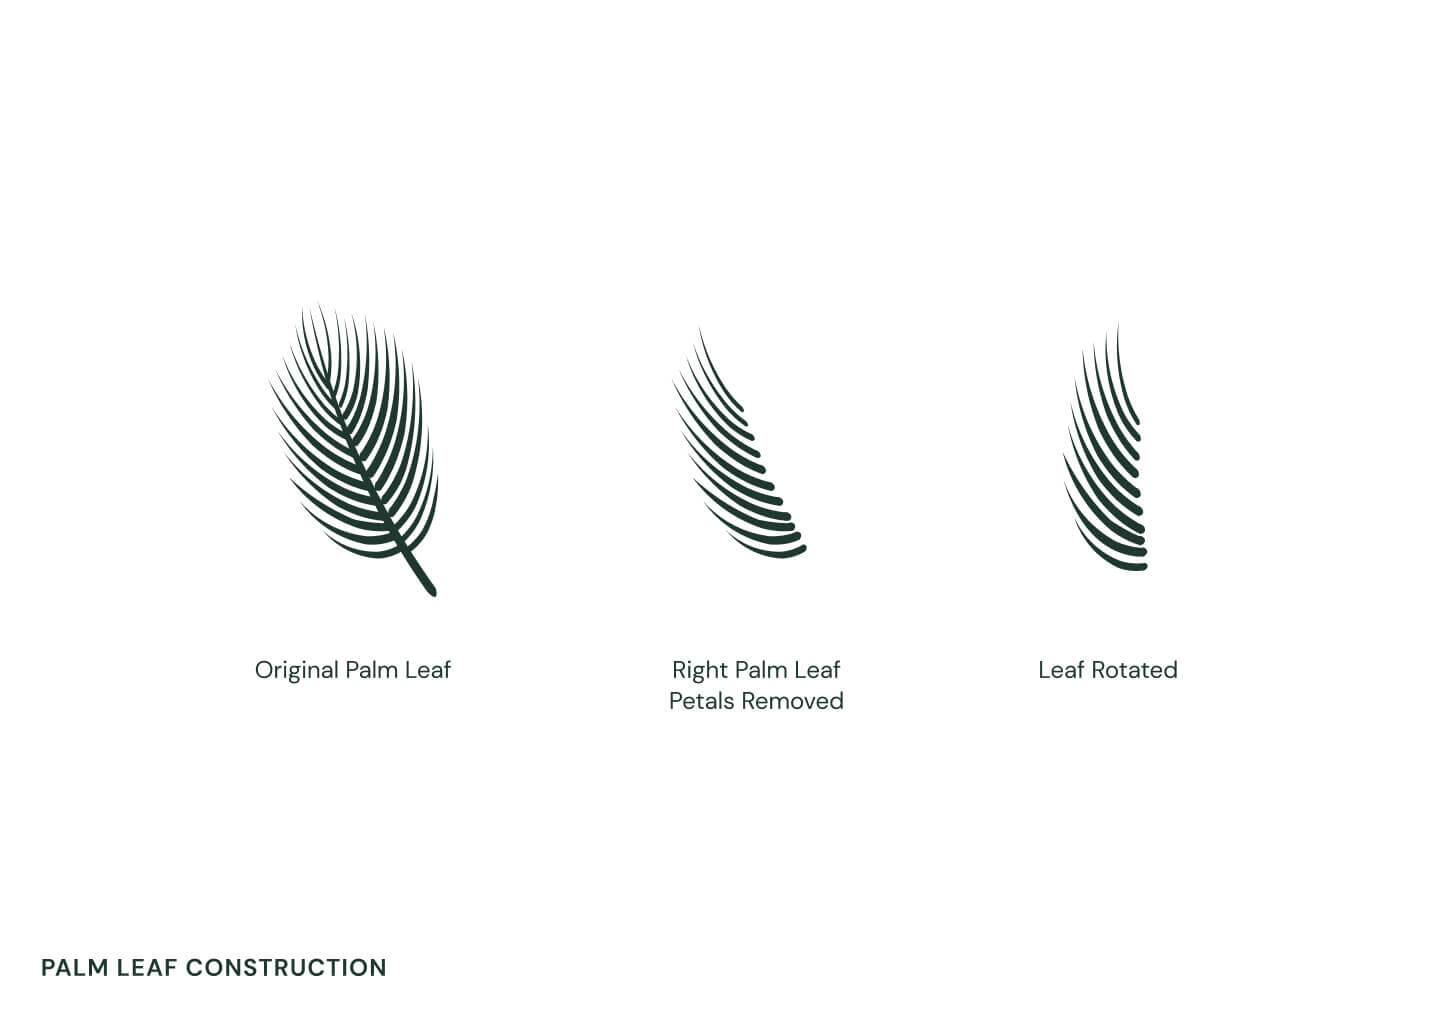 Original Palm Leaf
Right Palm Leaf
Petals Removed
Leaf Rotated
PALM LEAF CONSTRUCTION